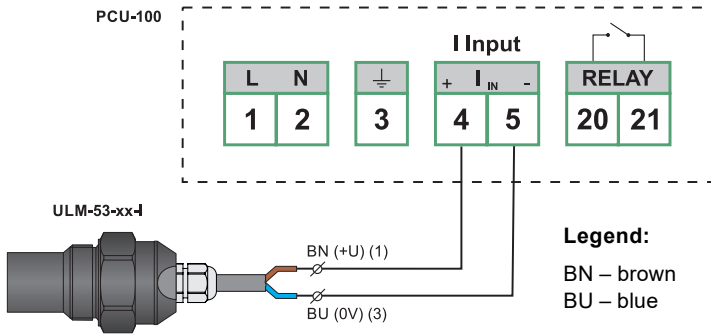 PCU-100
I Input
L N
+ I IN -
RELAY
1 2
3
4 5
20 21
ULM-53-xx-I
BN (+U) (1)
BU (0V) (3)
Legend:
BN – brown
BU – blue